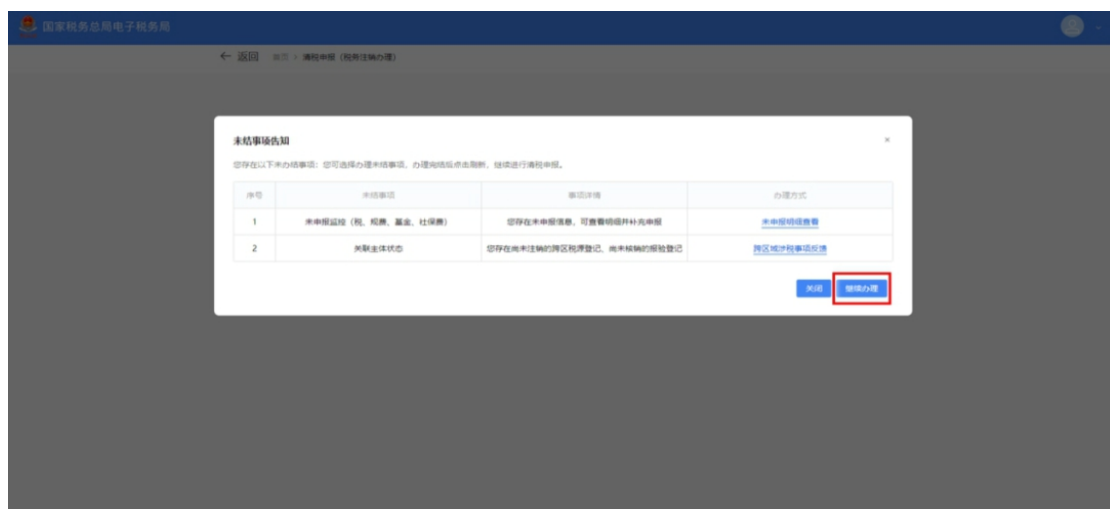 国家税务总局电子税务局
← 返回 首页 > 清税申报（税务注销办理）
未结事项告知 ×
您存在以下未办结事项：您可选择办理未结事项，办理完结后点击刷新，继续进行清税申报。
序号 未结事项 事项详情 办理方式
1 未申报监控（税、规费、基金、社保费） 您存在未申报信息，可查看明细并补充申报 未申报明细查看
2 关联主体状态 您存在尚未注销的跨区税源登记、尚未核销的报验登记 跨区域涉税事项反馈
关闭 继续办理